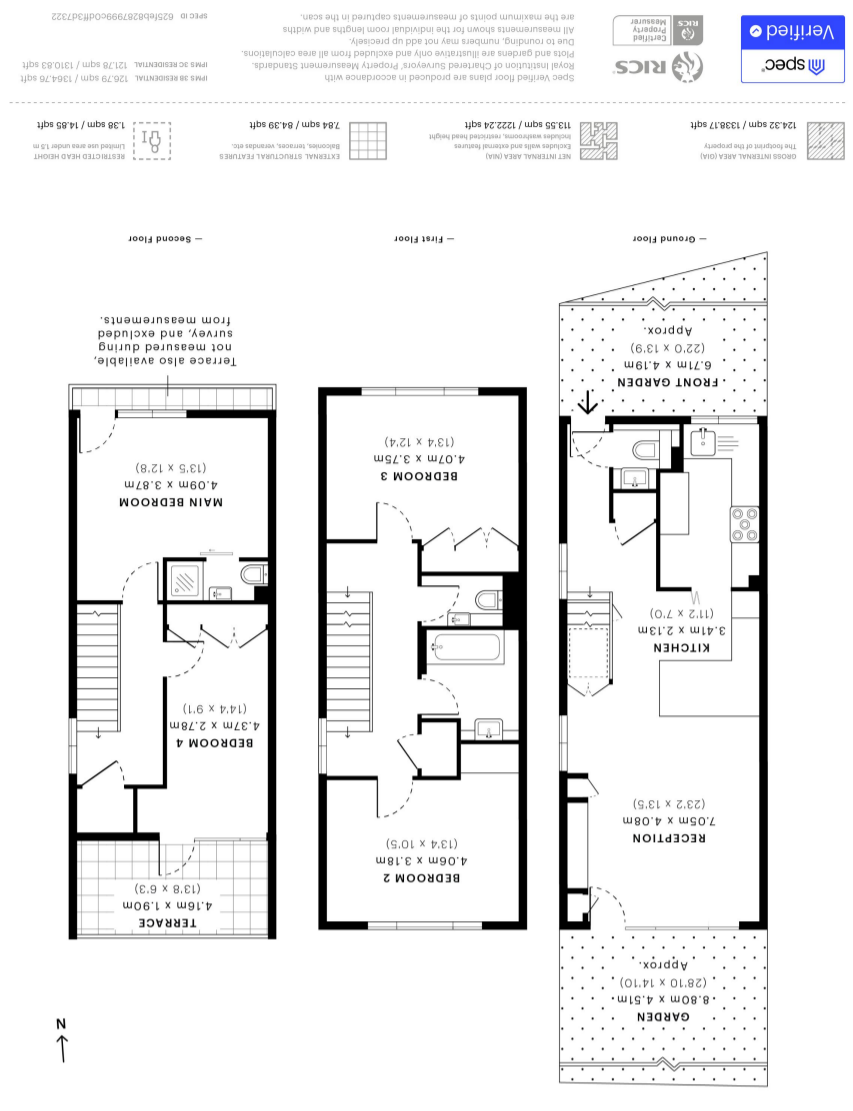 N
GARDEN
8.80m x 4.51m
(28'10 x 14'10)
Approx.
TERRACE
4.16m x 1.90m
(13'8 x 6'3)
BEDROOM 2
4.06m x 3.18m
(13'4 x 10'5)
RECEPTION
7.05m x 4.08m
(23'2 x 13'5)
BEDROOM 4
4.37m x 2.78m
(14'4 x 9'1)
KITCHEN
3.41m x 2.13m
(11'2 x 7'0)
MAIN BEDROOM
4.09m x 3.87m
(13'5 x 12'8)
BEDROOM 3
4.07m x 3.75m
(13'4 x 12'4)
FRONT GARDEN
6.71m x 4.19m
(22'0 x 13'9)
Approx.
Terrace also available,
not measured during
survey, and excluded
from measurements.
— Ground Floor
— First Floor
— Second Floor
GROSS INTERNAL AREA (GIA)
The footprint of the property
124.32 sqm / 1338.17 sqft
NET INTERNAL AREA (NIA)
Excludes walls and external features
Includes washrooms, restricted head height
113.55 sqm / 1222.24 sqft
EXTERNAL STRUCTURAL FEATURES
Balconies, terraces, verandas etc.
7.84 sqm / 84.39 sqft
RESTRICTED HEAD HEIGHT
Limited use area under 1.5 m
1.38 sqm / 14.85 sqft
spec
Verified
RICS
RICS
Certified
Property
Measurer
Spec Verified floor plans are produced in accordance with
Royal Institution of Chartered Surveyors' Property Measurement Standards.
Plots and gardens are illustrative only and excluded from all area calculations.
Due to rounding, numbers may not add up precisely.
All measurements shown for the individual room lengths and widths
are the maximum points of measurements captured in the scan.
IPMS 3B RESIDENTIAL 126.79 sqm / 1364.76 sqft
IPMS 3C RESIDENTIAL 121.78 sqm / 1310.83 sqft
SPEC ID